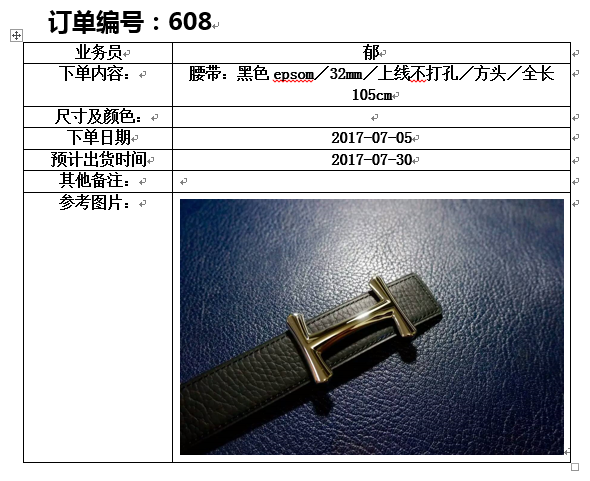 订单编号：608
业务员
郁
下单内容：
腰带：黑色 epsom／32mm／上线不打孔／方头／全长
105cm
尺寸及颜色：
下单日期
2017-07-05
预计出货时间
2017-07-30
其他备注：
参考图片：